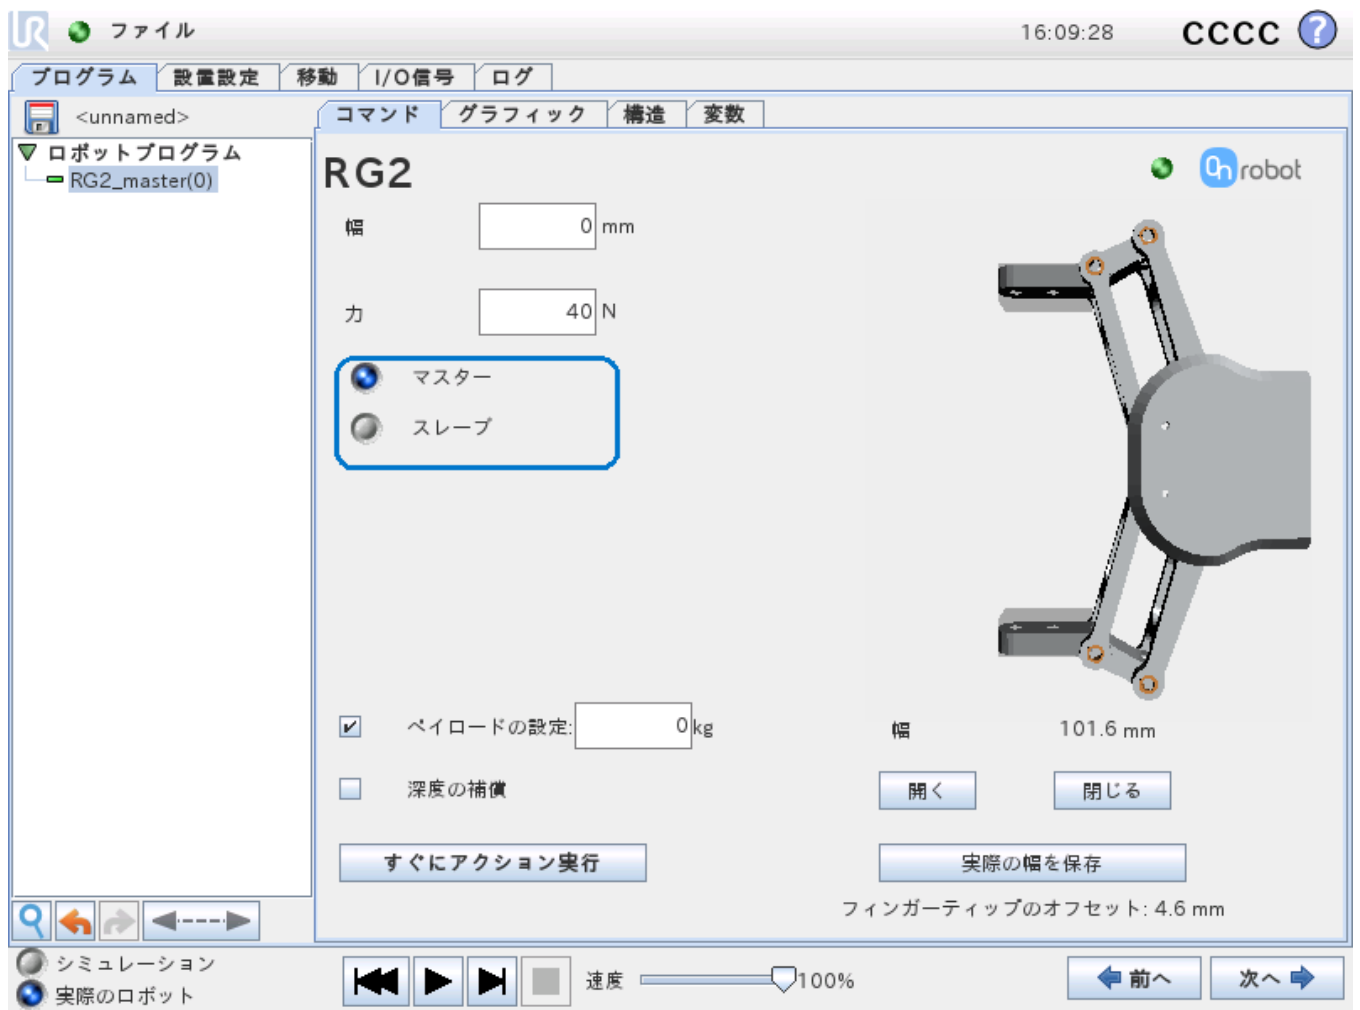 UR ファイル 16:09:28 CCCC ?
プログラム 設置設定 移動 I/O信号 ログ
<unnamed> コマンド グラフィック 構造 変数
ロボットプログラム
RG2_master(0)
RG2 On robot
幅 0 mm
力 40 N
マスター
スレーブ
ペイロードの設定: 0 kg 幅 101.6 mm
深度の補償 開く 閉じる
すぐにアクション実行 実際の幅を保存
フィンガーティップのオフセット: 4.6 mm
シミュレーション
実際のロボット
速度 100% 前へ 次へ